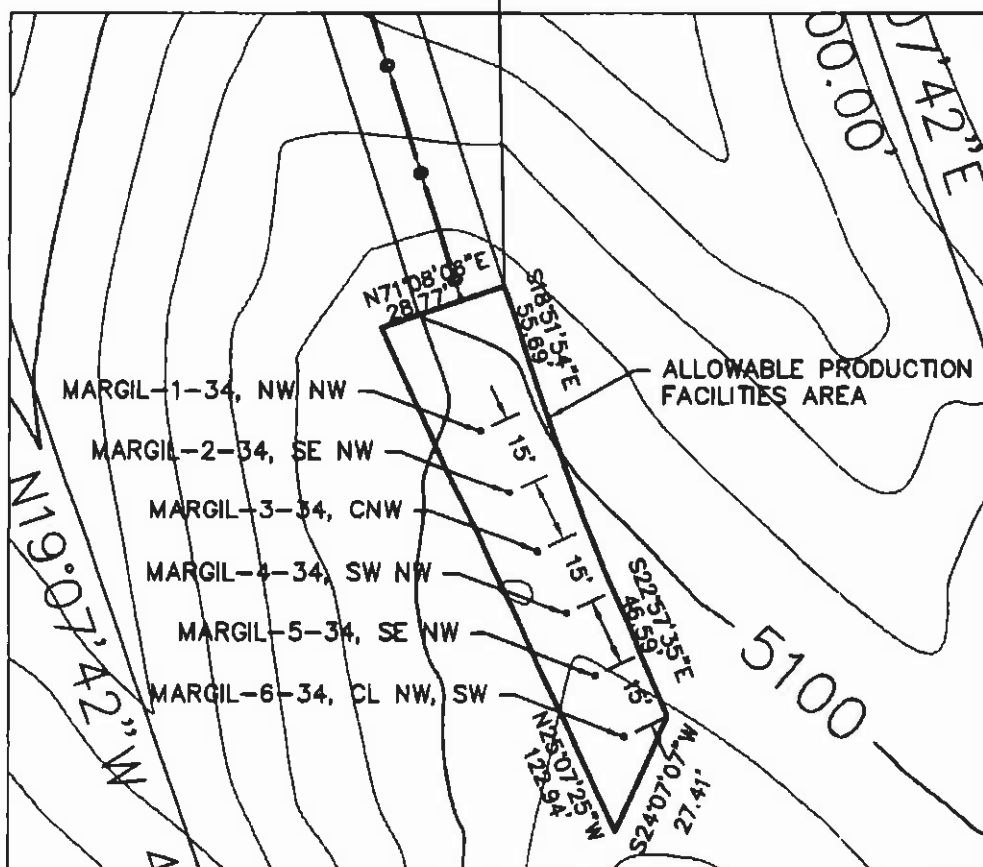 00.00'
07'42"E
N71°08'08"E
28.77'
S18°51'54"E
55.69'
ALLOWABLE PRODUCTION
FACILITIES AREA
MARGIL-1-34, NW NW
15'
MARGIL-2-34, SE NW
MARGIL-3-34, CNW
15'
MARGIL-4-34, SW NW
S22°57'35"E
46.59'
MARGIL-5-34, SE NW
15'
MARGIL-6-34, CL NW, SW
N19°07'42"W
5100
N25°07'25"W
122.94'
S24°07'07"W
27.41'